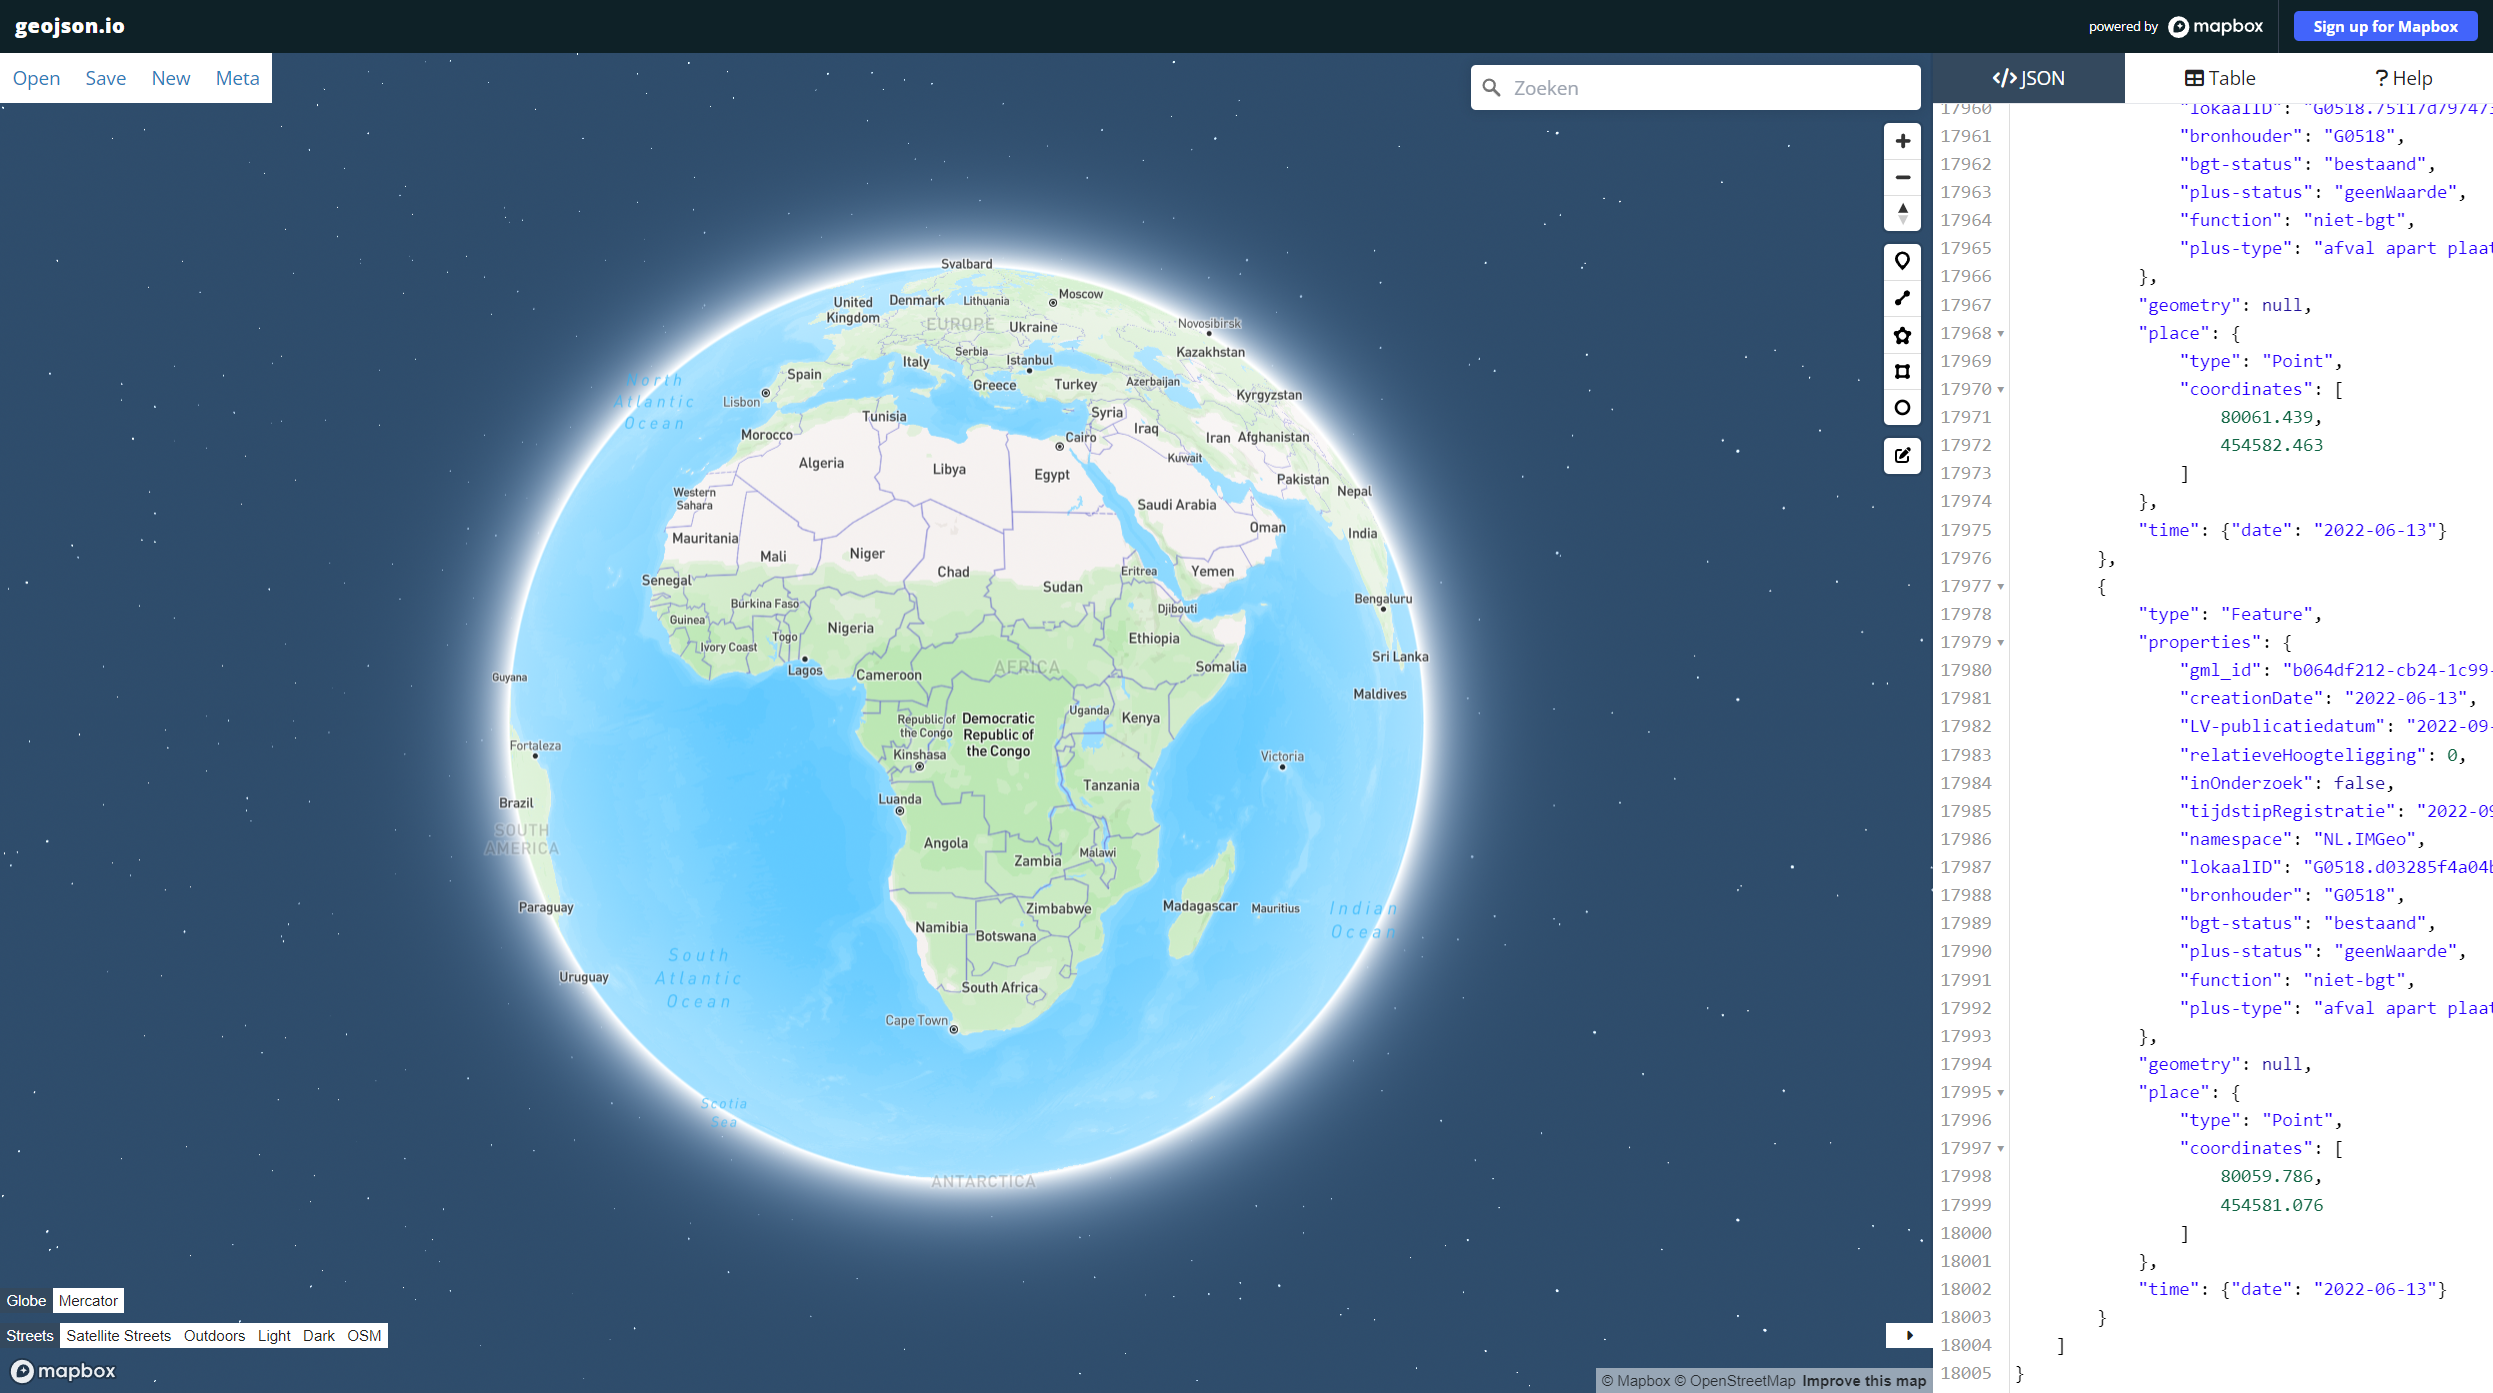 geojson.io
powered by mapbox
Sign up for Mapbox
Open Save New Meta
Zoeken
JSON
Table
? Help
Svalbard
United Kingdom
Denmark
Lithuania
Moscow
EUROPE
Ukraine
Novosibirsk
Kazakhstan
Serbia
Italy
Istanbul
Spain
Greece
Turkey
Azerbaijan
Kyrgyzstan
North Atlantic Ocean
Lisbon
Tunisia
Syria
Morocco
Cairo
Iraq
Iran
Afghanistan
Algeria
Libya
Egypt
Kuwait
Pakistan
Nepal
Western Sahara
Saudi Arabia
Oman
India
Mauritania
Mali
Niger
Chad
Sudan
Eritrea
Yemen
Senegal
Burkina Faso
Guinea
Djibouti
Bengaluru
Togo
Nigeria
Ethiopia
Ivory Coast
Lagos
Cameroon
AFRICA
Somalia
Sri Lanka
Guyana
Maldives
Republic of the Congo
Democratic Republic of the Congo
Uganda
Kenya
Kinshasa
Fortaleza
Victoria
Tanzania
Brazil
Luanda
SOUTH AMERICA
Angola
Zambia
Malawi
Paraguay
Zimbabwe
Madagascar
Mauritius
Indian Ocean
Namibia
Botswana
South Atlantic Ocean
Uruguay
South Africa
Cape Town
Scotia Sea
ANTARCTICA
Globe Mercator
Streets Satellite Streets Outdoors Light Dark OSM
mapbox
© Mapbox © OpenStreetMap Improve this map
17960 "lokaalID": "G0518.75117d79747
17961 "bronhouder": "G0518",
17962 "bgt-status": "bestaand",
17963 "plus-status": "geenWaarde",
17964 "function": "niet-bgt",
17965 "plus-type": "afval apart plaat
17966 },
17967 "geometry": null,
17968 "place": {
17969 "type": "Point",
17970 "coordinates": [
17971 80061.439,
17972 454582.463
17973 ]
17974 },
17975 "time": {"date": "2022-06-13"}
17976 },
17977 {
17978 "type": "Feature",
17979 "properties": {
17980 "gml_id": "b064df212-cb24-1c99-
17981 "creationDate": "2022-06-13",
17982 "LV-publicatiedatum": "2022-09-
17983 "relatieveHoogteligging": 0,
17984 "inOnderzoek": false,
17985 "tijdstipRegistratie": "2022-09
17986 "namespace": "NL.IMGeo",
17987 "lokaalID": "G0518.d03285f4a04b
17988 "bronhouder": "G0518",
17989 "bgt-status": "bestaand",
17990 "plus-status": "geenWaarde",
17991 "function": "niet-bgt",
17992 "plus-type": "afval apart plaat
17993 },
17994 "geometry": null,
17995 "place": {
17996 "type": "Point",
17997 "coordinates": [
17998 80059.786,
17999 454581.076
18000 ]
18001 },
18002 "time": {"date": "2022-06-13"}
18003 }
18004 ]
18005 }